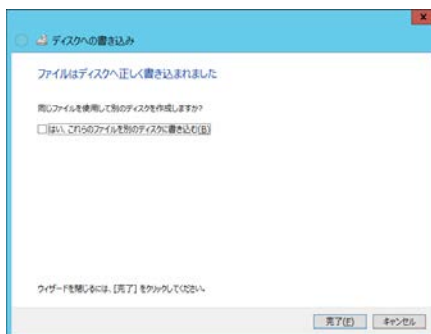 ディスクへの書き込み
ファイルはディスクへ正しく書き込まれました
同じファイルを使用して別のディスクを作成しますか?
はい、これらのファイルを別のディスクに書き込む(B)
ウィザードを閉じるには、[完了] をクリックしてください。
完了(F) キャンセル